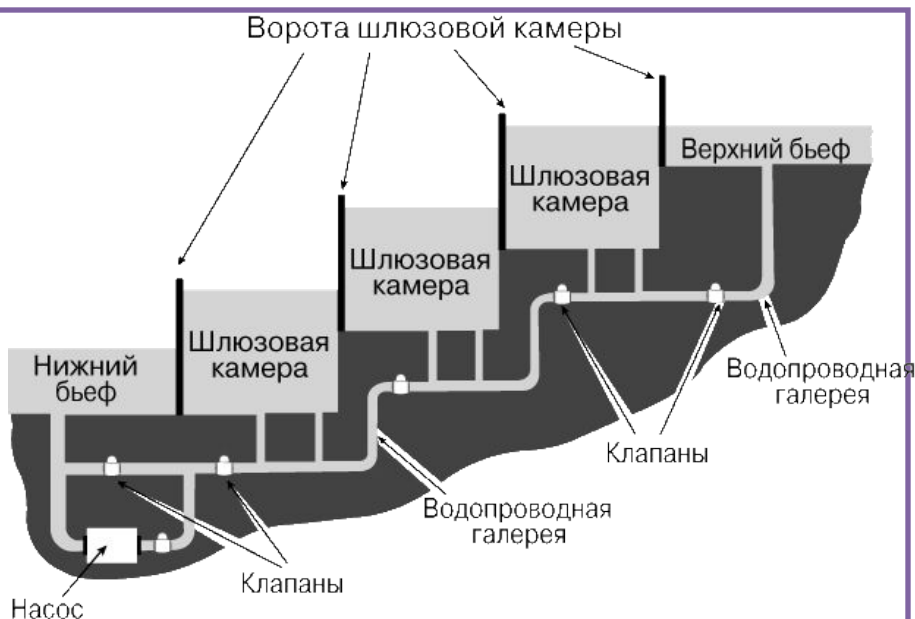 Ворота шлюзовой камеры
Верхний бьеф
Шлюзовая
камера
Шлюзовая
камера
Шлюзовая
камера
Нижний
бьеф
Водопроводная
галерея
Клапаны
Водопроводная
галерея
Клапаны
Насос